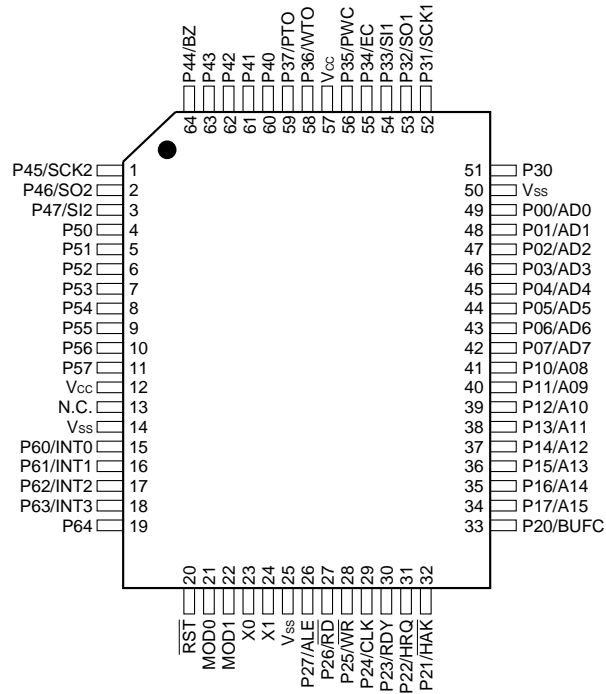 P44/BZ
P43
P42
P41
P40
P37/PTO
P36/WTO
Vcc
P35/PWC
P34/EC
P33/SI1
P32/SO1
P31/SCK1
64
63
62
61
60
59
58
57
56
55
54
53
52
P45/SCK2 1
P46/SO2 2
P47/SI2 3
P50 4
P51 5
P52 6
P53 7
P54 8
P55 9
P56 10
P57 11
Vcc 12
N.C. 13
Vss 14
P60/INT0 15
P61/INT1 16
P62/INT2 17
P63/INT3 18
P64 19
51 P30
50 Vss
49 P00/AD0
48 P01/AD1
47 P02/AD2
46 P03/AD3
45 P04/AD4
44 P05/AD5
43 P06/AD6
42 P07/AD7
41 P10/A08
40 P11/A09
39 P12/A10
38 P13/A11
37 P14/A12
36 P15/A13
35 P16/A14
34 P17/A15
33 P20/BUFC
20
21
22
23
24
25
26
27
28
29
30
31
32
R̅S̅T̅
MOD0
MOD1
X0
X1
Vss
P27/ALE
P26/R̅D̅
P25/W̅R̅
P24/CLK
P23/RDY
P22/HRQ
P21/H̅A̅K̅